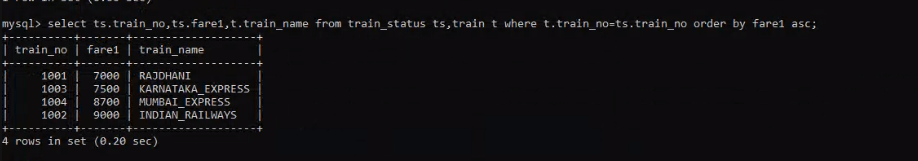 mysql> select ts.train_no,ts.fare1,t.train_name from train_status ts,train t where t.train_no=ts.train_no order by fare1 asc;
+----------+-------+-------------------+
| train_no | fare1 | train_name        |
+----------+-------+-------------------+
|     1001 |  7000 | RAJDHANI          |
|     1003 |  7500 | KARNATAKA_EXPRESS |
|     1004 |  8700 | MUMBAI_EXPRESS    |
|     1002 |  9000 | INDIAN_RAILWAYS   |
+----------+-------+-------------------+
4 rows in set (0.20 sec)